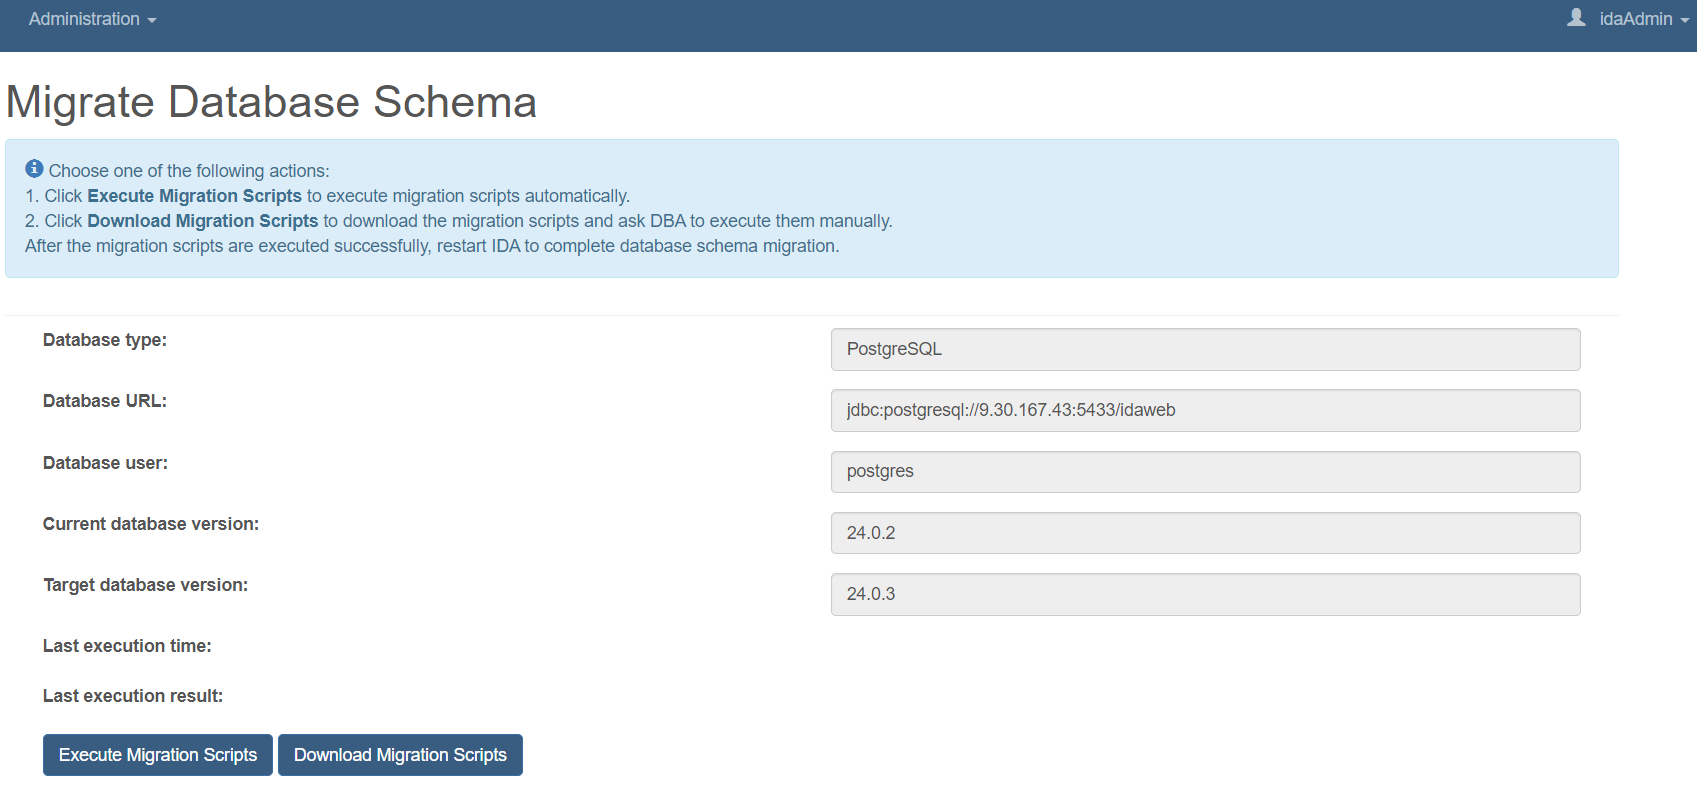 Administration
idaAdmin
Migrate Database Schema
Choose one of the following actions:
1. Click Execute Migration Scripts to execute migration scripts automatically.
2. Click Download Migration Scripts to download the migration scripts and ask DBA to execute them manually.
After the migration scripts are executed successfully, restart IDA to complete database schema migration.
Database type:
PostgreSQL
Database URL:
jdbc:postgresql://9.30.167.43:5433/idaweb
Database user:
postgres
Current database version:
24.0.2
Target database version:
24.0.3
Last execution time:
Last execution result:
Execute Migration Scripts
Download Migration Scripts